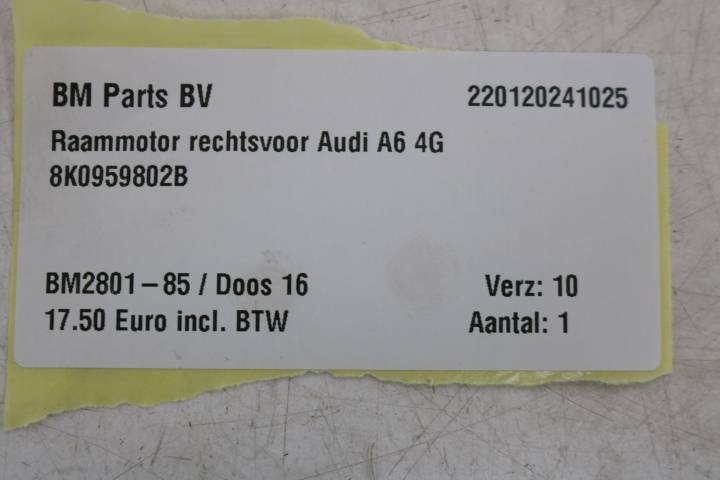 BM Parts BV 220120241025
Raammotor rechtsvoor Audi A6 4G
8K0959802B
BM2801-85 / Doos 16 Verz: 10
17.50 Euro incl. BTW Aantal: 1